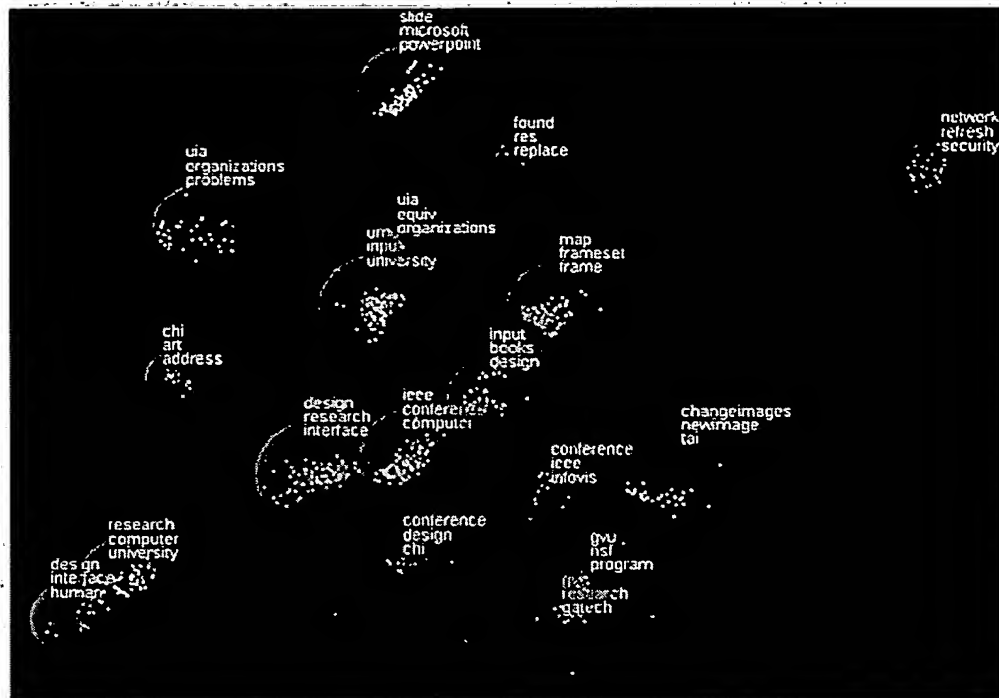 slide
microsoft
powerpoint
found
res
replace
network
refresh
security
uia
organizations
problems
uia
equiv
organizations
input
university
map
frameset
frame
chi
art
address
input
books
design
design
research
interface
ieee
conference
computer
changeimages
newimage
tai
conference
ieee
infovis
conference
design
chi
research
computer
university
gvu
nsf
program
research
gatech
design
interface
human